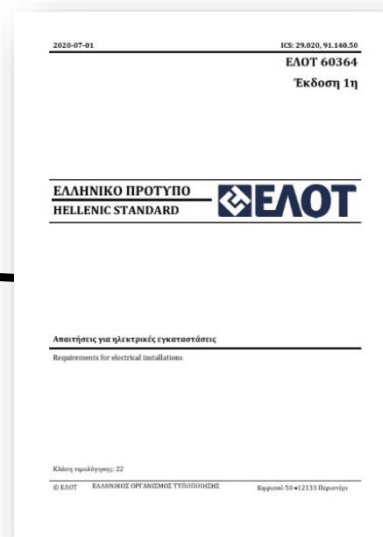 2020-07-01 ICS: 29.020, 91.140.50
ΕΛΟΤ 60364
Έκδοση 1η
ΕΛΛΗΝΙΚΟ ΠΡΟΤΥΠΟ
HELLENIC STANDARD
ΕΛΟΤ
Απαιτήσεις για ηλεκτρικές εγκαταστάσεις
Requirements for electrical installations
Κλάση τιμολόγησης: 22
© ΕΛΟΤ ΕΛΛΗΝΙΚΟΣ ΟΡΓΑΝΙΣΜΟΣ ΤΥΠΟΠΟΙΗΣΗΣ Κηφισού 50 • 12133 Περιστέρι